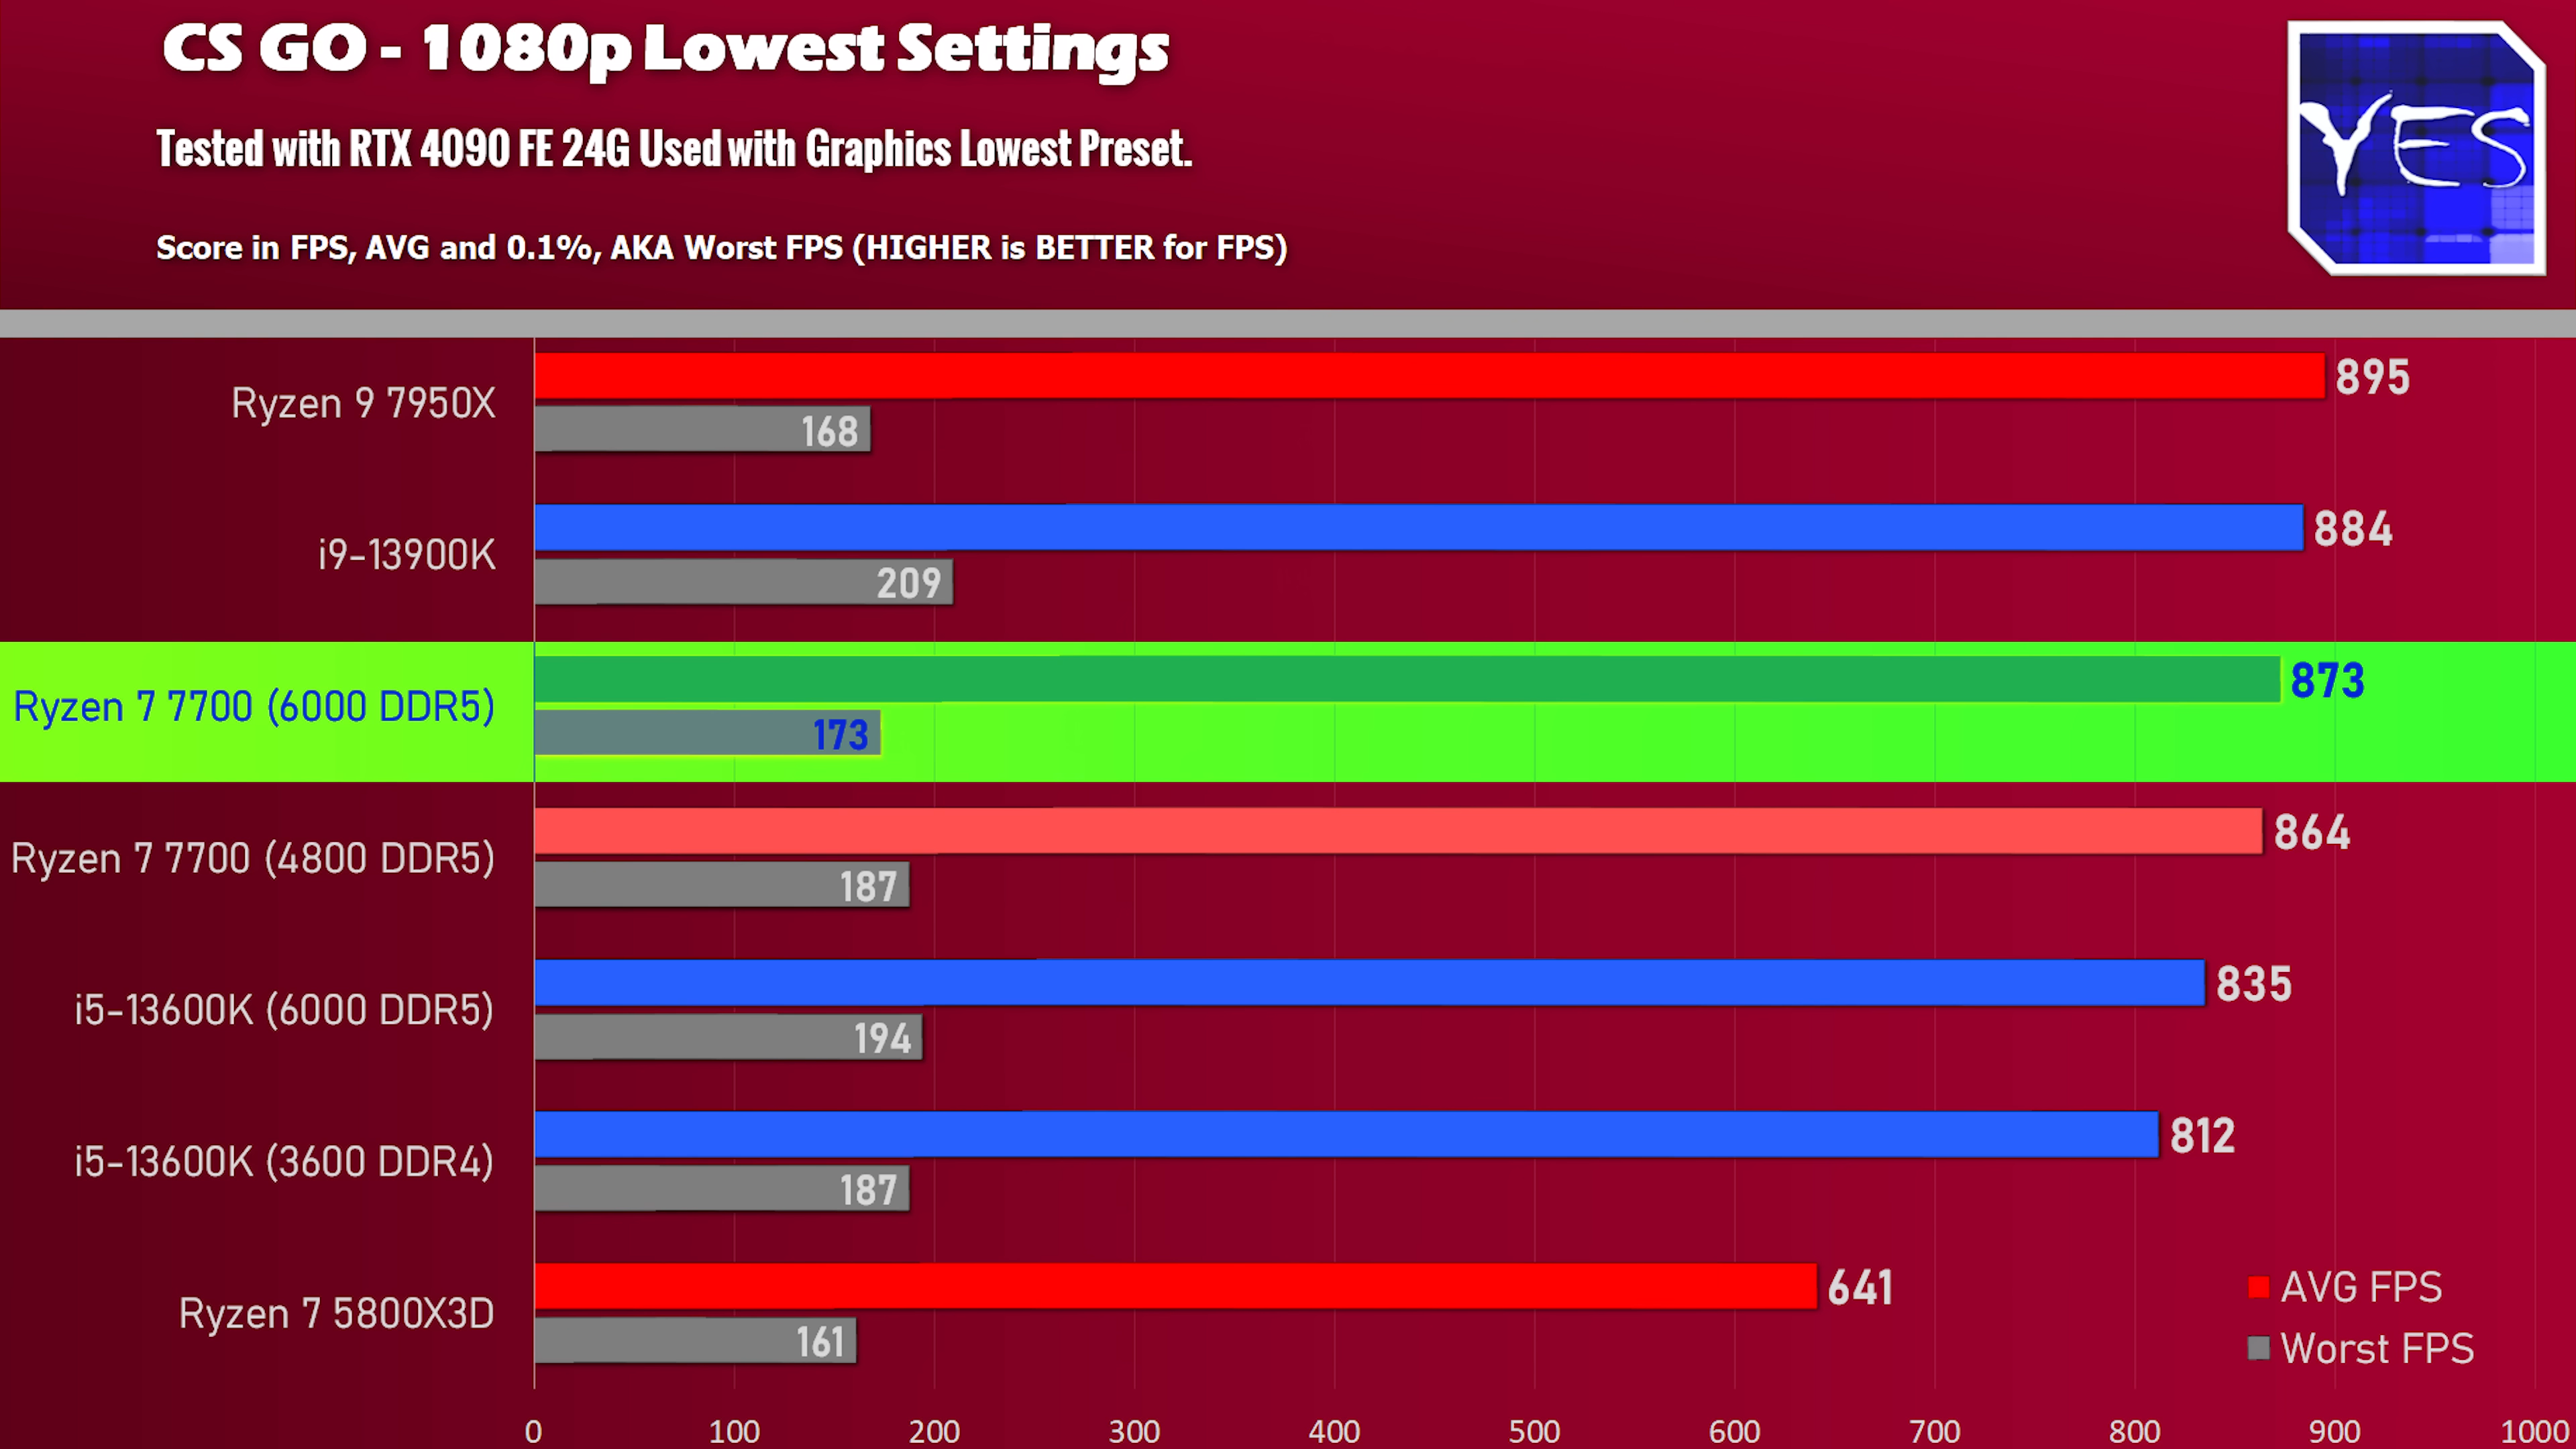 CS GO - 1080p Lowest Settings
Tested with RTX 4090 FE 24G Used with Graphics Lowest Preset.
Score in FPS, AVG and 0.1%, AKA Worst FPS (HIGHER is BETTER for FPS)
YES
Ryzen 9 7950X
895
168
i9-13900K
884
209
Ryzen 7 7700 (6000 DDR5)
873
173
Ryzen 7 7700 (4800 DDR5)
864
187
i5-13600K (6000 DDR5)
835
194
i5-13600K (3600 DDR4)
812
187
Ryzen 7 5800X3D
641
161
AVG FPS
Worst FPS
0 100 200 300 400 500 600 700 800 900 1000